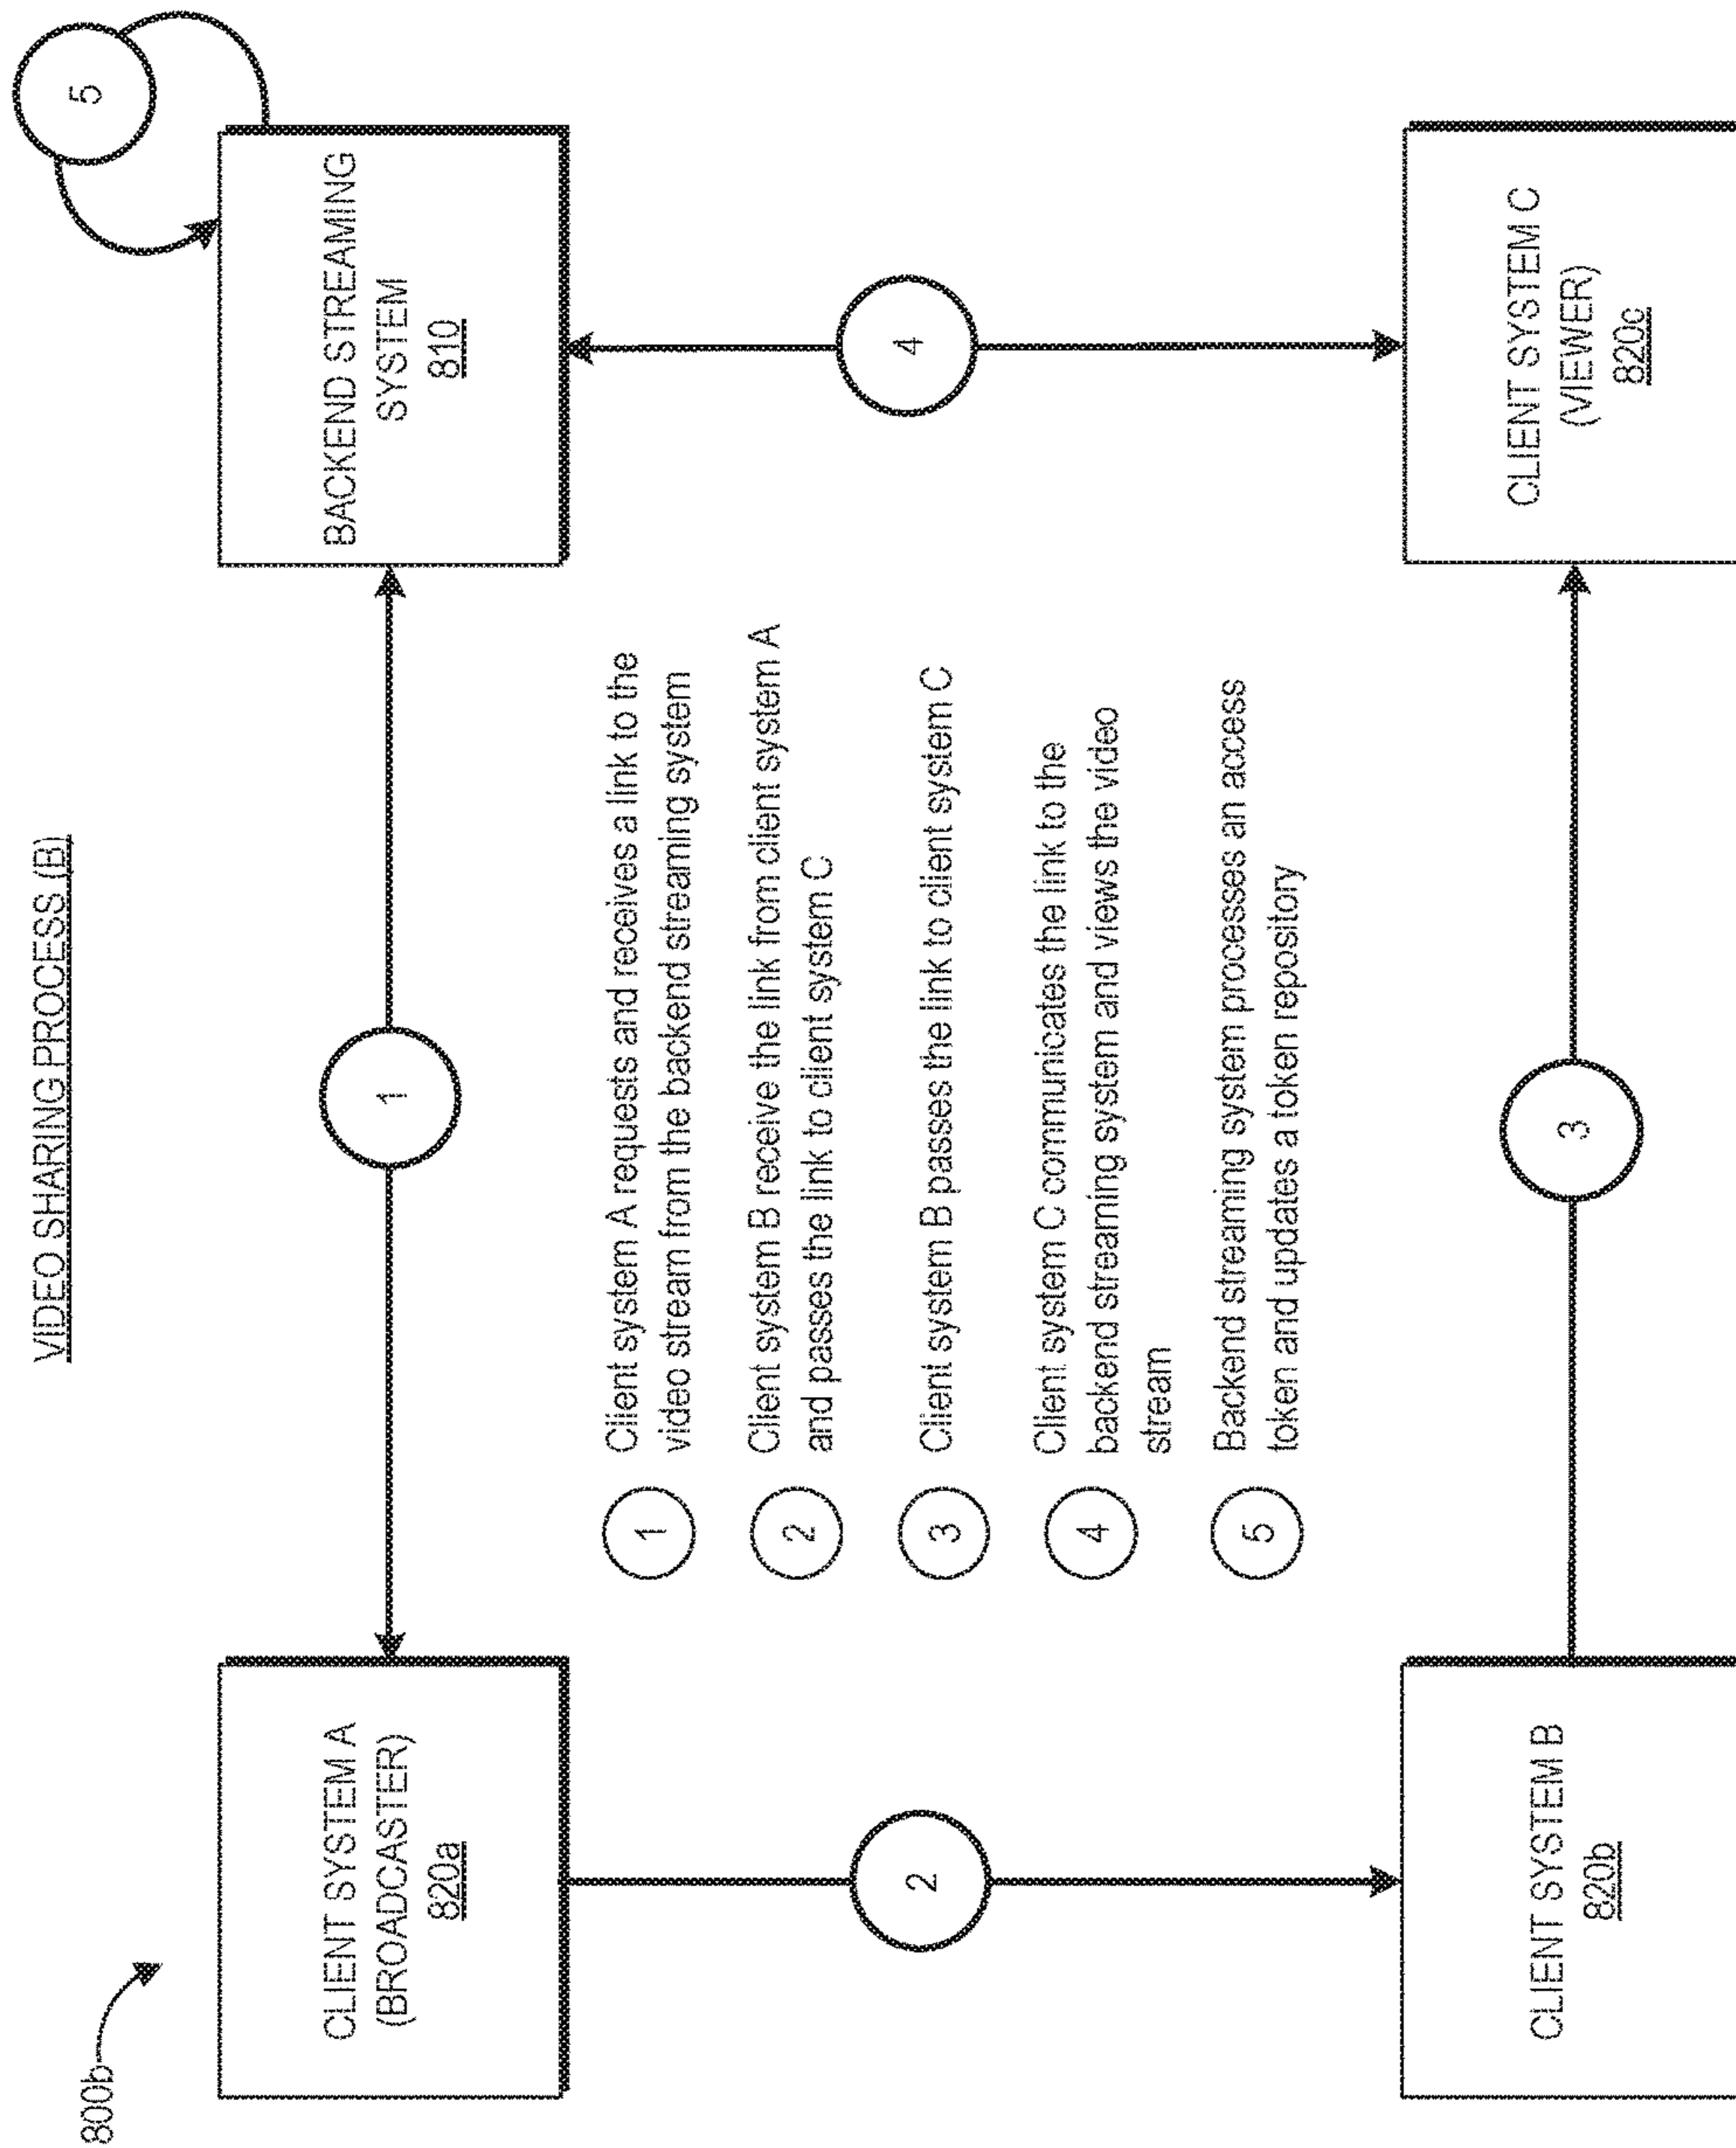 VIDEO SHARING PROCESS (B)
800b
CLIENT SYSTEM A
(BROADCASTER)
820a
1
BACKEND STREAMING
SYSTEM
810
5
1 Client system A requests and receives a link to the
video stream from the backend streaming system
2 Client system B receive the link from client system A
and passes the link to client system C
3 Client system B passes the link to client system C
4 Client system C communicates the link to the
backend streaming system and views the video
stream
5 Backend streaming system processes an access
token and updates a token repository
2
4
CLIENT SYSTEM B
820b
3
CLIENT SYSTEM C
(VIEWER)
820c